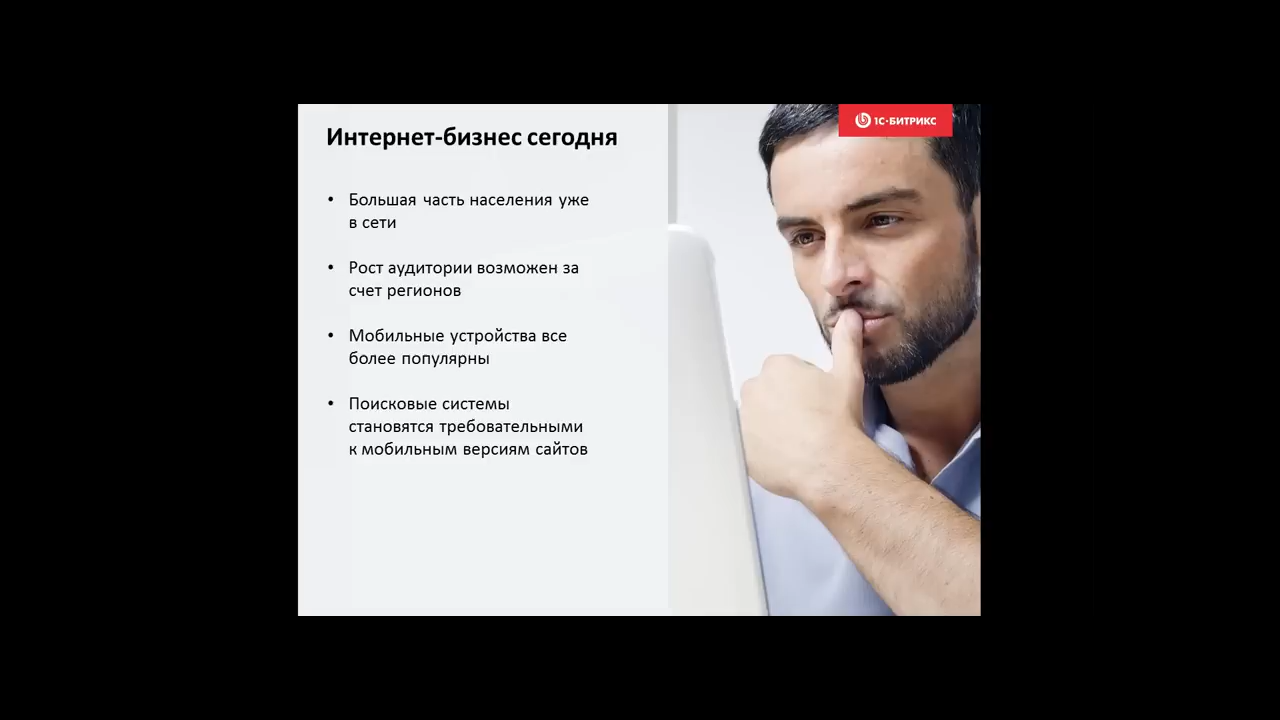 1С·БИТРИКС
Интернет-бизнес сегодня
• Большая часть населения уже
в сети
• Рост аудитории возможен за
счет регионов
• Мобильные устройства все
более популярны
• Поисковые системы
становятся требовательными
к мобильным версиям сайтов